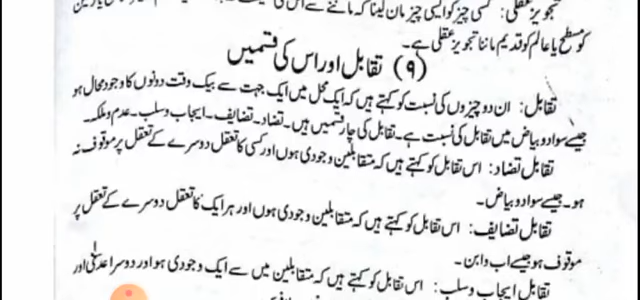 تجویز عقلی: کسی چیز کو ایسی چیز مان لینا کہ ماننے سے اس کی
کو مسطح یا عالم کو قدیم ماننا تجویز عقلی ہے۔
(۹) تقابل اور اس کی قسمیں
تقابل: ان دو چیزوں کی نسبت کو کہتے ہیں کہ ایک محل میں ایک جہت سے بیک وقت دونوں کا وجود محال ہو
جیسے سواد و بیاض میں تقابل کی نسبت ہے۔ تقابل کی چار قسمیں ہیں۔ تضاد۔ تضایف۔ ایجاب و سلب۔ عدم و ملکہ۔
تقابل تضاد: اس تقابل کو کہتے ہیں کہ متقابلین وجودی ہوں اور کسی کا تعقل دوسرے کے تعقل پر موقوف نہ
ہو۔ جیسے سواد و بیاض۔
تقابل تضایف: اس تقابل کو کہتے ہیں کہ متقابلین وجودی ہوں اور ہر ایک کا تعقل دوسرے کے تعقل پر
موقوف ہو جیسے اب و ابن۔
تقابل ایجاب و سلب: اس تقابل کو کہتے ہیں کہ متقابلین میں سے ایک وجودی ہو اور دوسرا عدمی اور